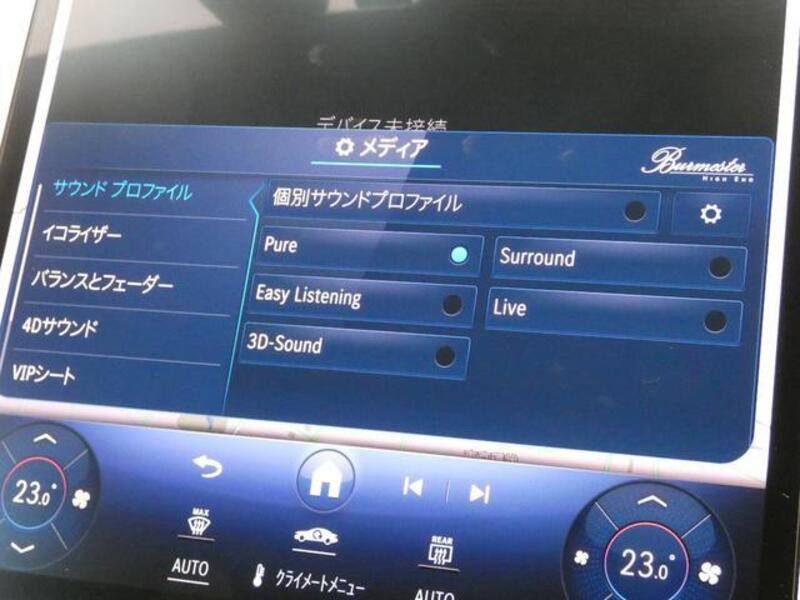 デバイス未接続
メディア
Burmester
HIGH END
サウンド プロファイル
イコライザー
バランスとフェーダー
4Dサウンド
VIPシート
個別サウンドプロファイル
Pure
Surround
Easy Listening
Live
3D-Sound
23.0°
MAX
REAR
23.0°
AUTO
クライメートメニュー
AUTO